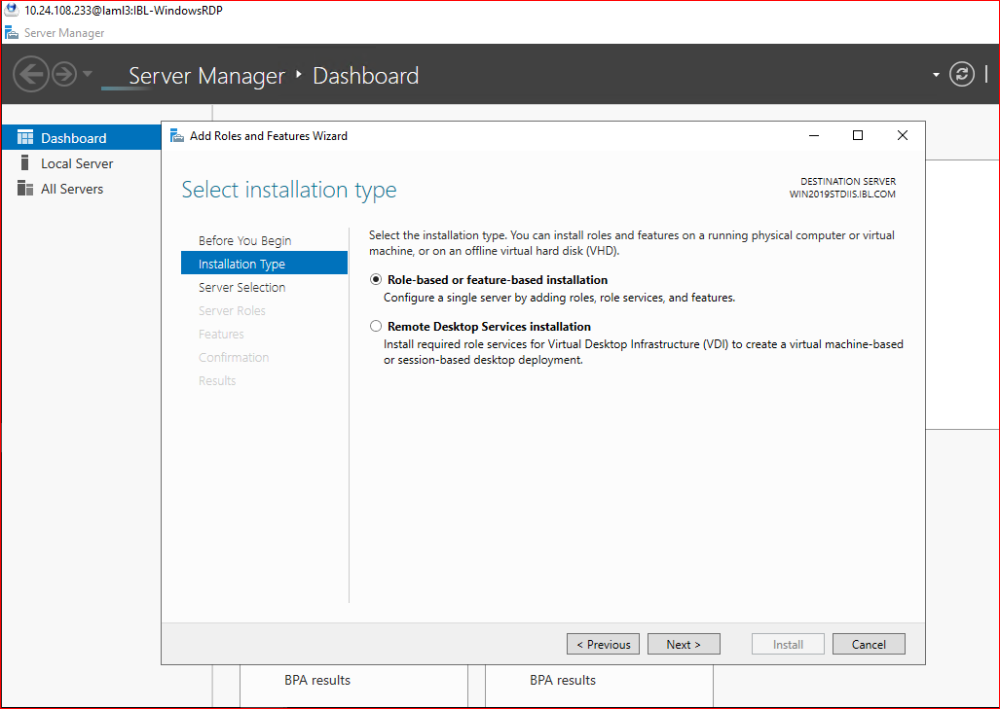 10.24.108.233@lamI3:IBL-WindowsRDP
Server Manager
Server Manager ‣ Dashboard
Dashboard
Local Server
All Servers
Add Roles and Features Wizard
Select installation type
DESTINATION SERVER
WIN2019STDIIS.IBL.COM
Before You Begin
Installation Type
Server Selection
Server Roles
Features
Confirmation
Results
Select the installation type. You can install roles and features on a running physical computer or virtual
machine, or on an offline virtual hard disk (VHD).
Role-based or feature-based installation
Configure a single server by adding roles, role services, and features.
Remote Desktop Services installation
Install required role services for Virtual Desktop Infrastructure (VDI) to create a virtual machine-based
or session-based desktop deployment.
< Previous
Next >
Install
Cancel
BPA results
BPA results